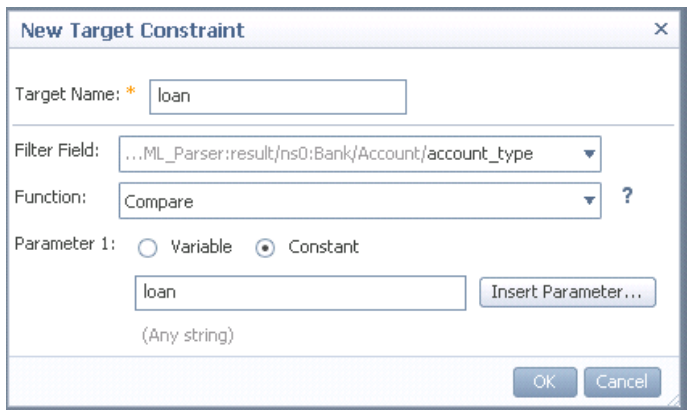 New Target Constraint
Target Name: * loan
Filter Field: ...ML_Parser:result/ns0:Bank/Account/account_type
Function: Compare ?
Parameter 1: Variable Constant
loan Insert Parameter...
(Any string)
OK Cancel